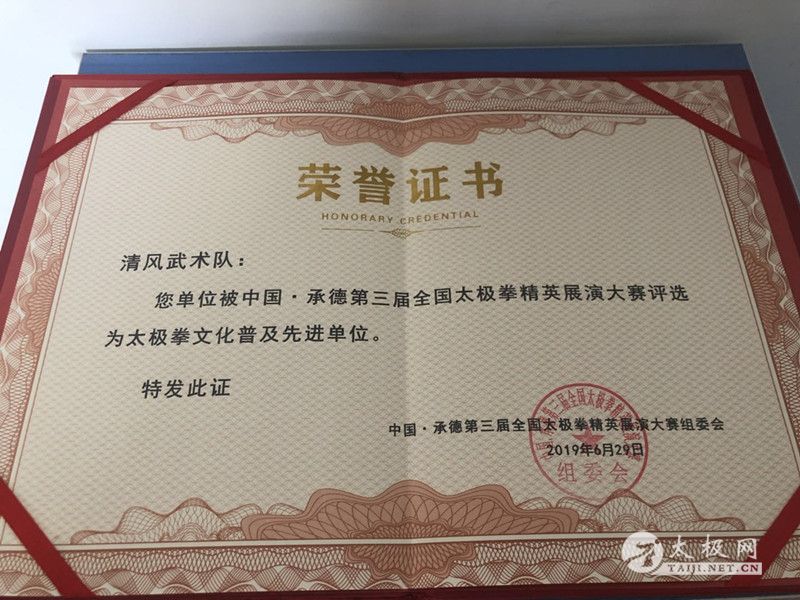 荣誉证书
HONORARY CREDENTIAL
清风武术队：
您单位被中国·承德第三届全国太极拳精英展演大赛评选
为太极拳文化普及先进单位。
特发此证
中国·承德第三届全国太极拳精英展演大赛组委会
2019年6月29日
组委会
太极网
TAIJI.NET.CN